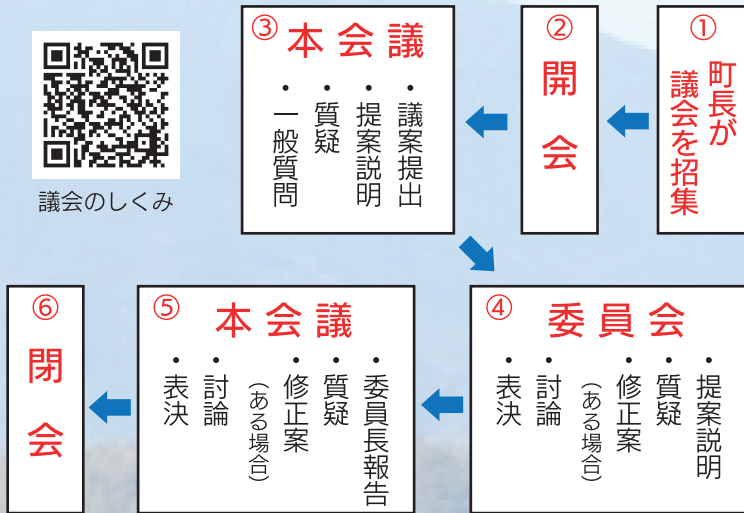 ①
町長が
議会を招集
②
開会
③本会議
・議案提出
・提案説明
・質疑
・一般質問
議会のしくみ
④委員会
・提案説明
・質疑
・修正案
（ある場合）
・討論
・表決
⑤本会議
・委員長報告
・質疑
・修正案
（ある場合）
・討論
・表決
⑥
閉会